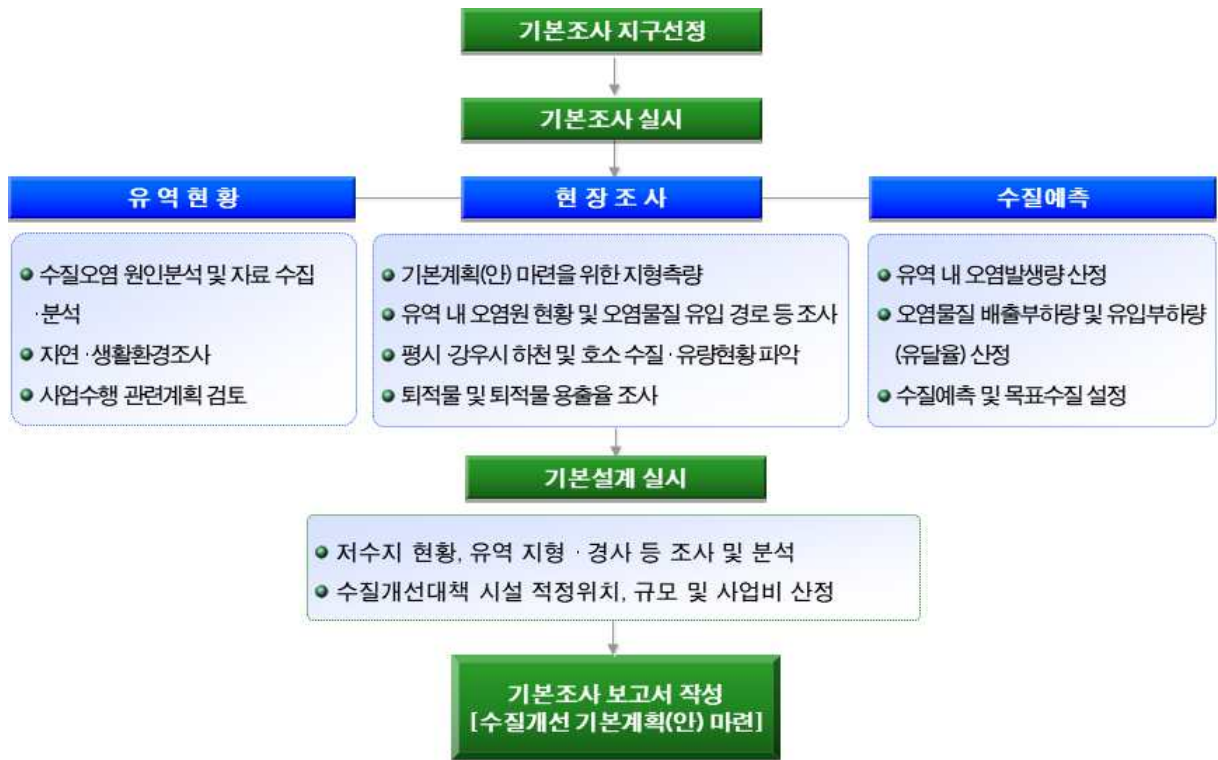 기본조사 지구선정
기본조사 실시
유 역 현 황
현 장 조 사
수질예측
수질오염 원인분석 및 자료 수집
·분석
자연·생활환경조사
사업수행 관련계획 검토
기본계획(안) 마련을 위한 지형측량
유역 내 오염원 현황 및 오염물질 유입 경로 등 조사
평시·강우시 하천 및 호소 수질·유량현황 파악
퇴적물 및 퇴적물 용출율 조사
유역 내 오염발생량 산정
오염물질 배출부하량 및 유입부하량
(유달율) 산정
수질예측 및 목표수질 설정
기본설계 실시
저수지 현황, 유역 지형·경사 등 조사 및 분석
수질개선대책 시설 적정위치, 규모 및 사업비 산정
기본조사 보고서 작성
[수질개선 기본계획(안) 마련]